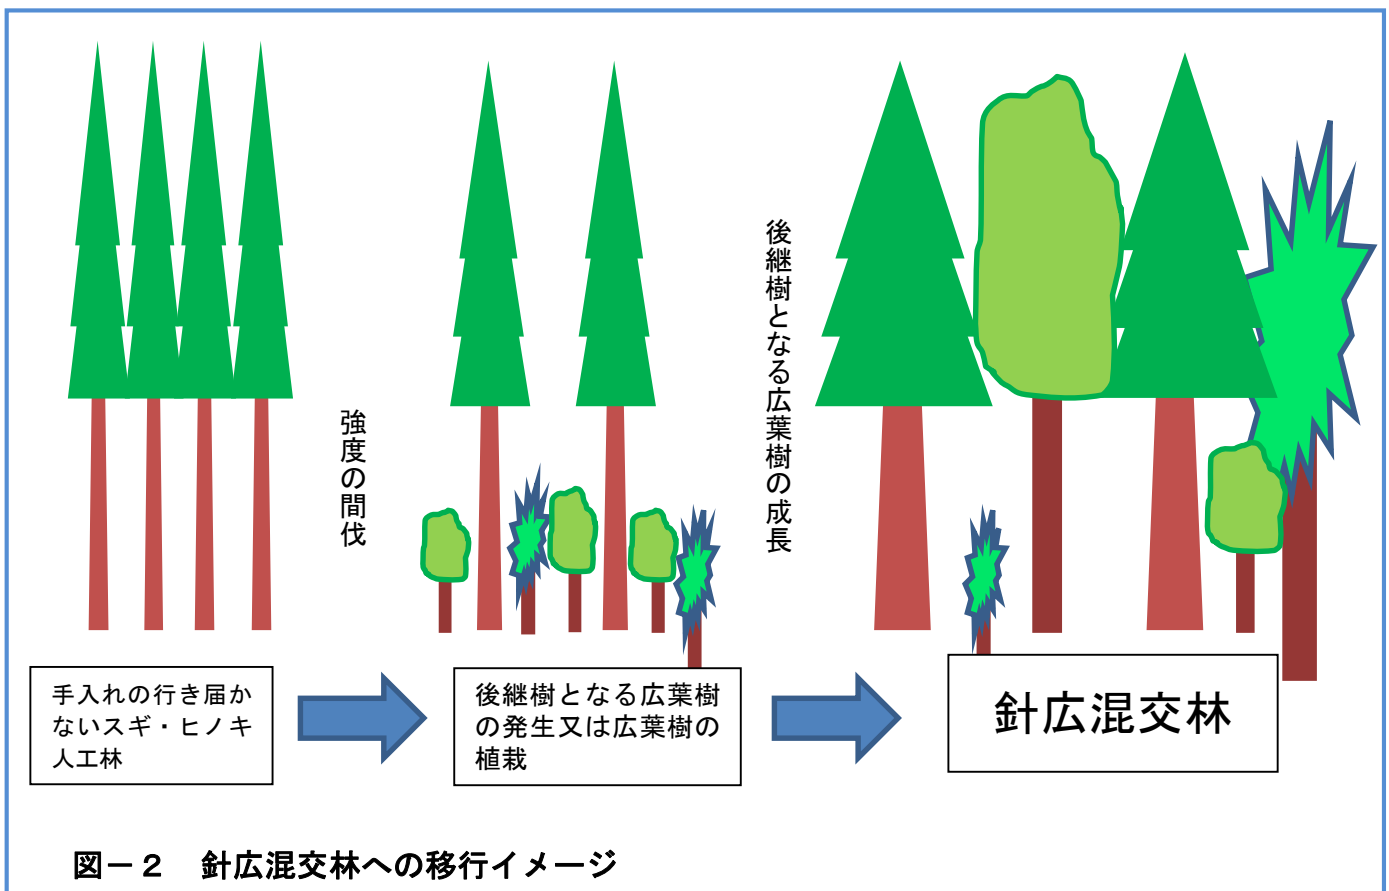 強度の間伐
後継樹となる広葉樹の成長
手入れの行き届か
ないスギ・ヒノキ
人工林
後継樹となる広葉樹
の発生又は広葉樹の
植栽
針広混交林
図－２　針広混交林への移行イメージ